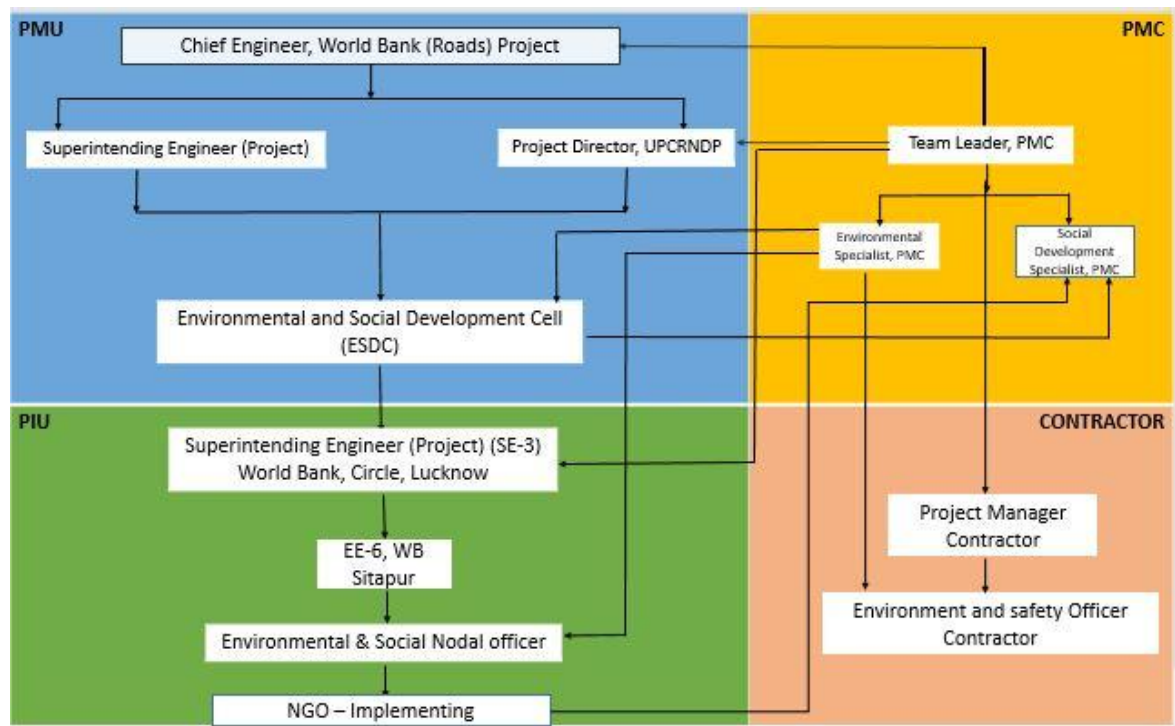 PMU
PMC
Chief Engineer, World Bank (Roads) Project
Superintending Engineer (Project)
Project Director, UPCRNDP
Team Leader, PMC
Environmental
Specialist, PMC
Social
Development
Specialist, PMC
Environmental and Social Development Cell
(ESDC)
PIU
CONTRACTOR
Superintending Engineer (Project) (SE-3)
World Bank, Circle, Lucknow
Project Manager
Contractor
EE-6, WB
Sitapur
Environment and safety Officer
Contractor
Environmental & Social Nodal officer
NGO – Implementing